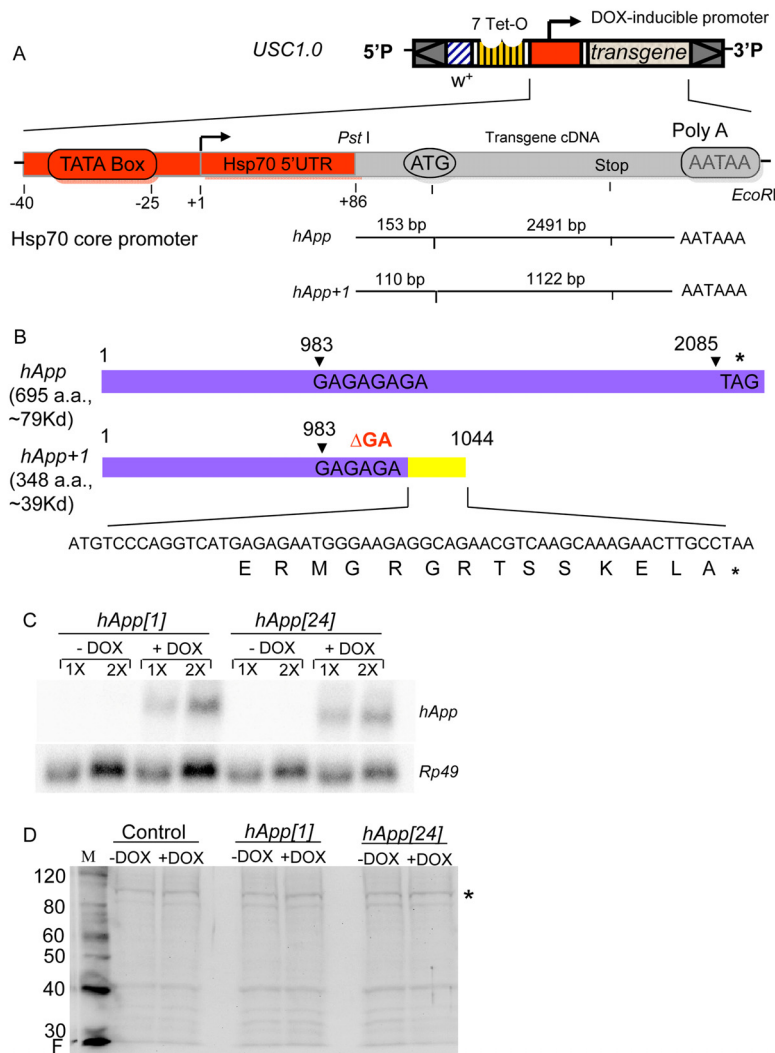 A
USC1.0
5'P
7 Tet-O
DOX-inducible promoter
transgene
3'P
w+
TATA Box
Hsp70 5'UTR
Pst I
ATG
Transgene cDNA
Stop
Poly A
AATAA
-40
-25
+1
+86
EcoRI
Hsp70 core promoter
hApp
153 bp
2491 bp
AATAAA
hApp+1
110 bp
1122 bp
AATAAA
B
1
983
2085
*
hApp
(695 a.a.,
~79Kd)
GAGAGAGA
TAG
1
983
ΔGA
1044
hApp+1
(348 a.a.,
~39Kd)
GAGAGA
ATGTCCCAGGTCATGAGAGAATGGGAAGAGGCAGAACGTCAAGCAAAGAACTTGCCTAA
E R M G R G R T S S K E L A *
C
hApp[1]
hApp[24]
- DOX + DOX - DOX + DOX
1X 2X 1X 2X 1X 2X 1X 2X
hApp
Rp49
D
Control
hApp[1]
hApp[24]
M -DOX +DOX -DOX +DOX -DOX +DOX
120
80
*
60
50
40
30
F